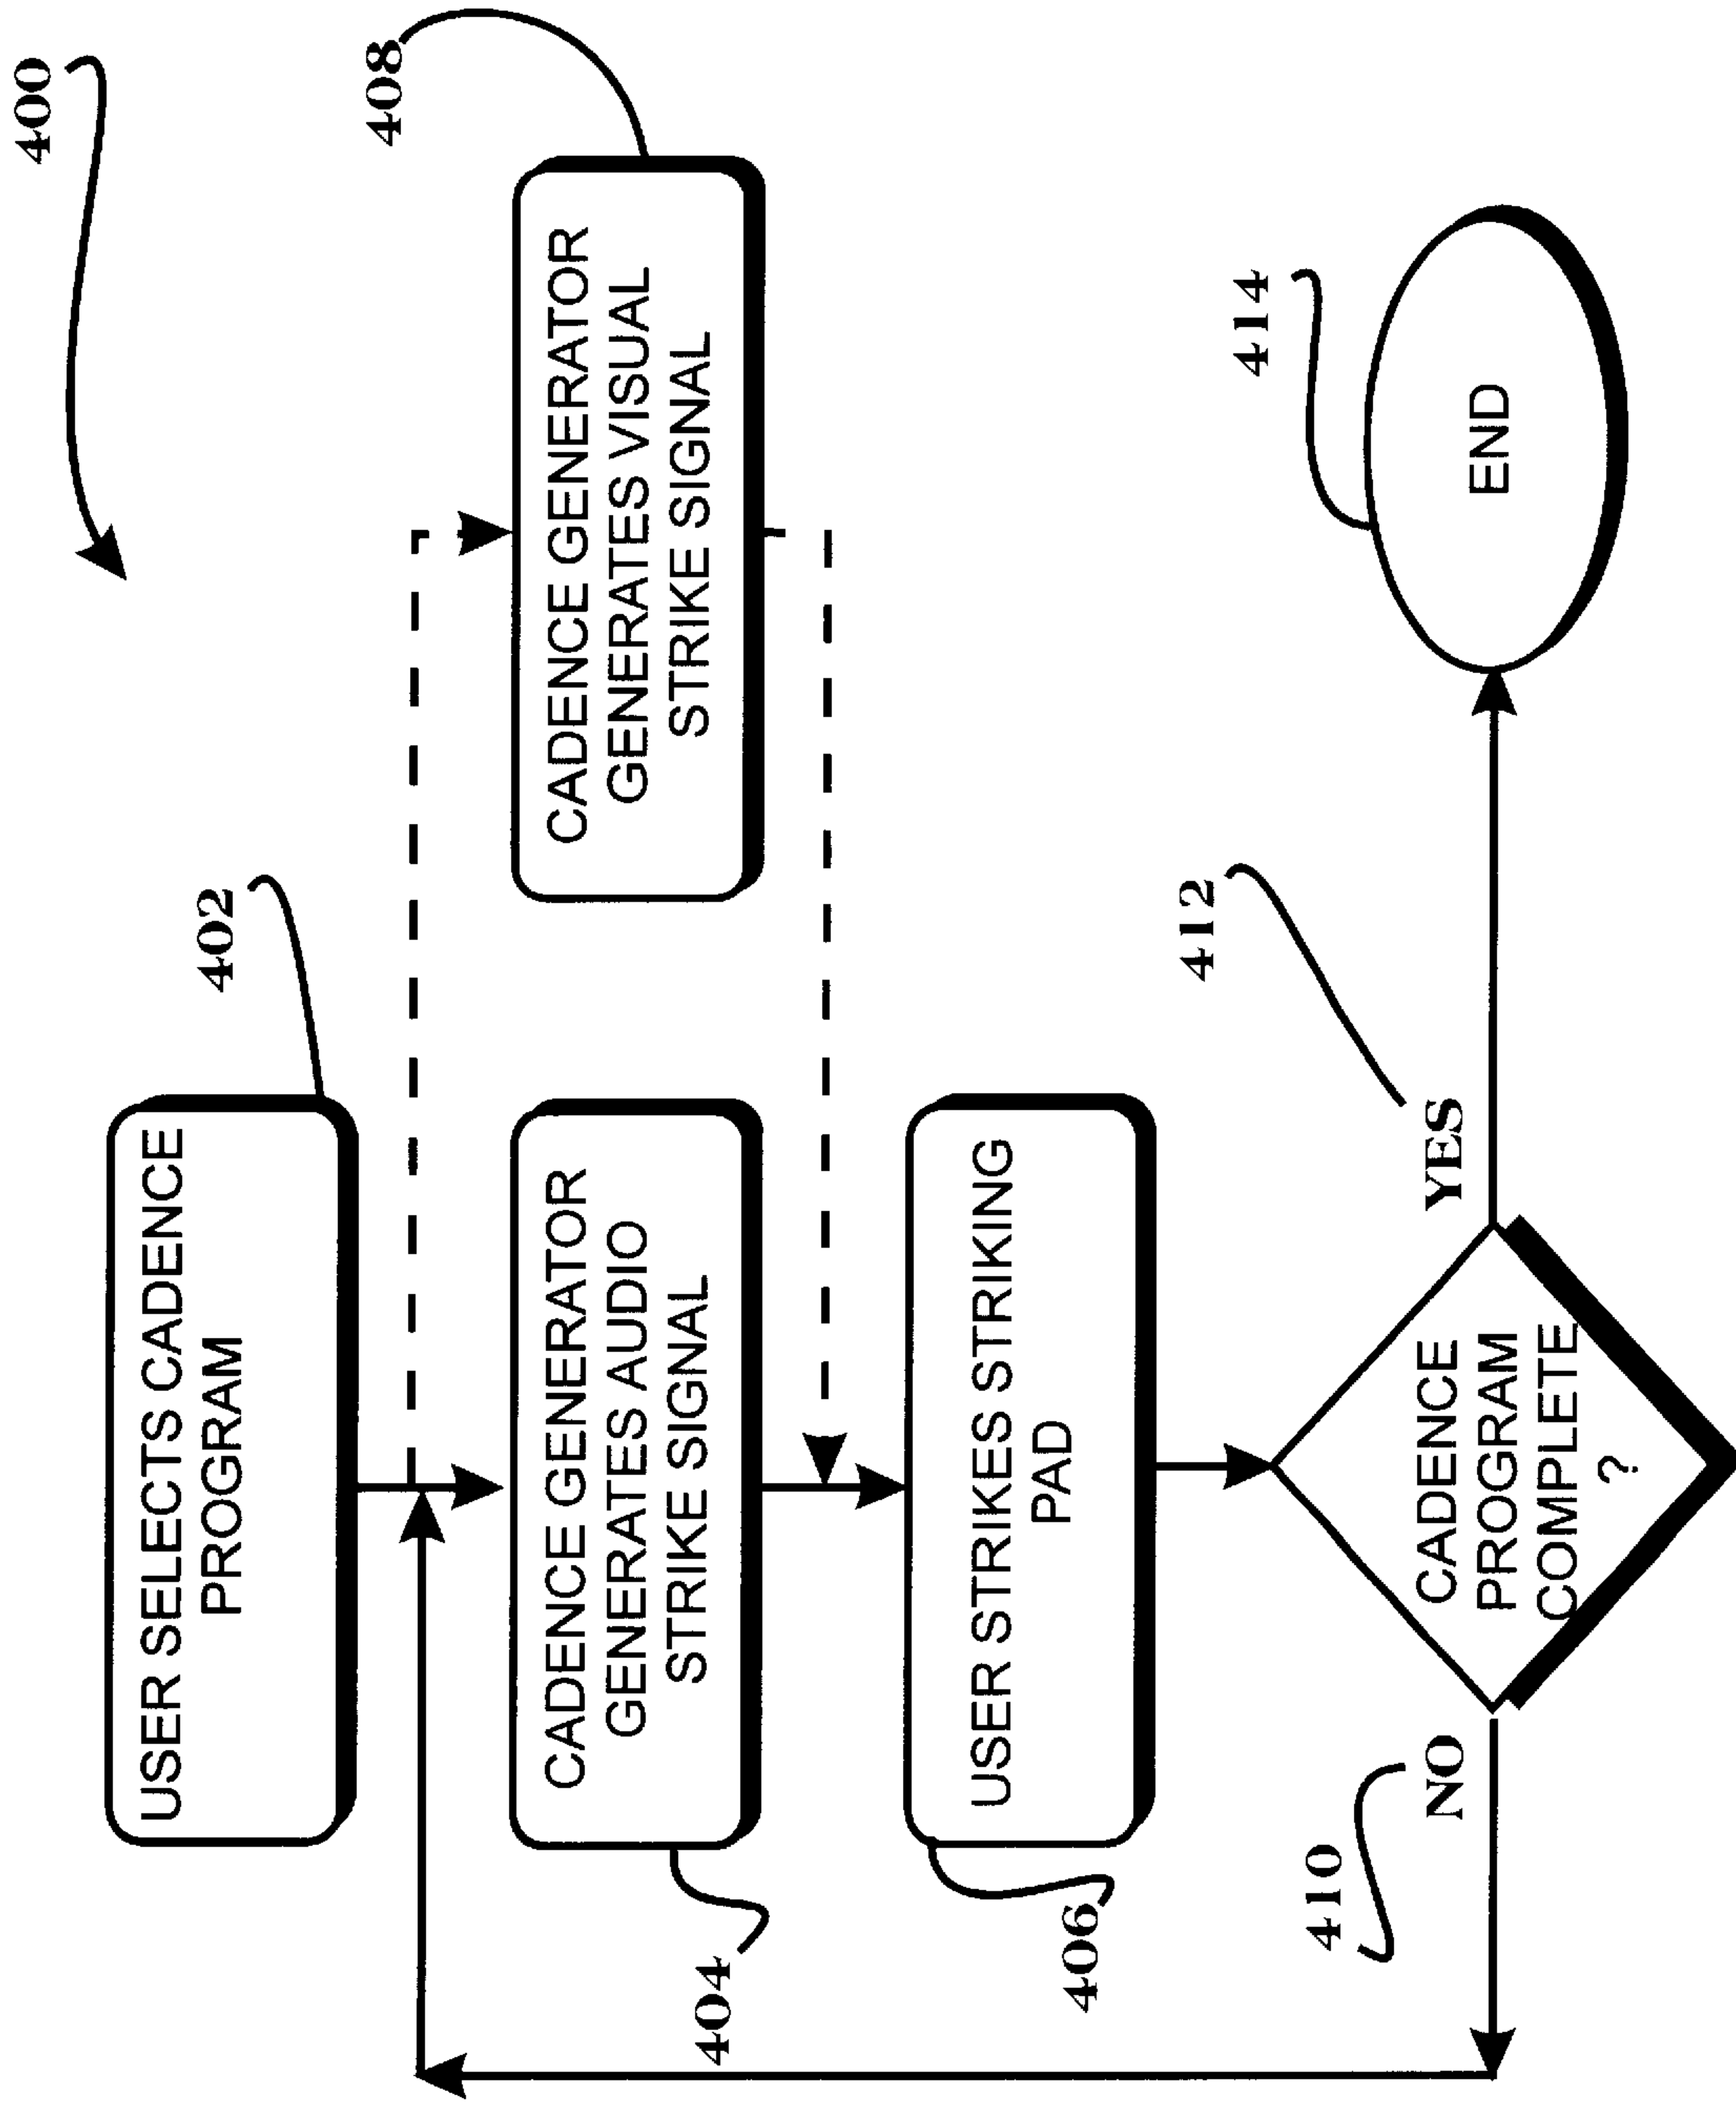 400
402
USER SELECTS CADENCE
PROGRAM
408
CADENCE GENERATOR
GENERATES AUDIO
STRIKE SIGNAL
404
CADENCE GENERATOR
GENERATES VISUAL
STRIKE SIGNAL
USER STRIKES STRIKING
PAD
406
412
414
410
NO
CADENCE
PROGRAM
COMPLETE
?
YES
END